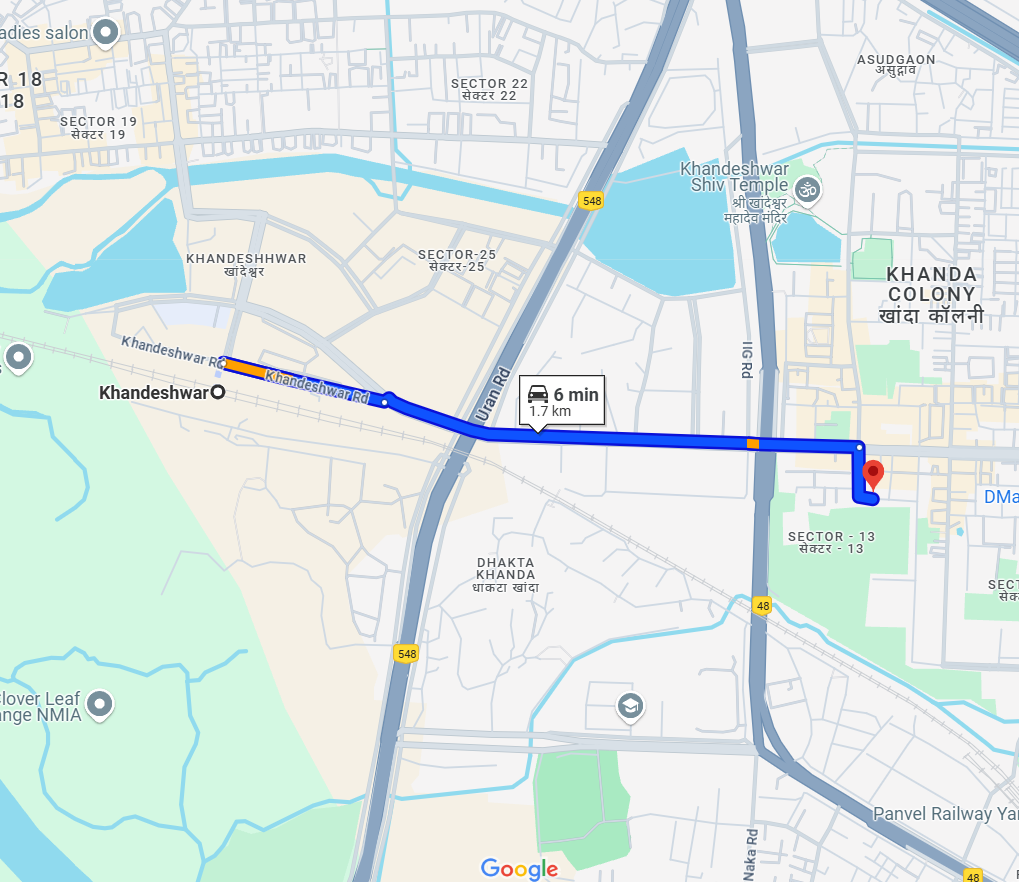 adies salon
R 18
18
SECTOR 19
सेक्टर 19
SECTOR 22
सेक्टर 22
ASUDGAON
असुद्गाव
Khandeshwar
Shiv Temple
श्री खांदेश्वर
महादेव मंदिर
548
KHANDESHHWAR
खांदेश्वर
SECTOR-25
सेक्टर-25
KHANDA
COLONY
खांदा कॉलनी
Khandeshwar Rd
Khandeshwar Rd
Khandeshwar
s
Uran Rd
IIG Rd
6 min
1.7 km
DMa
SECTOR - 13
सेक्टर - 13
DHAKTA
KHANDA
धाकटा खांदा
SECT
सेक्
48
548
Clover Leaf
ange NMIA
Panvel Railway Yar
Naka Rd
Google
48